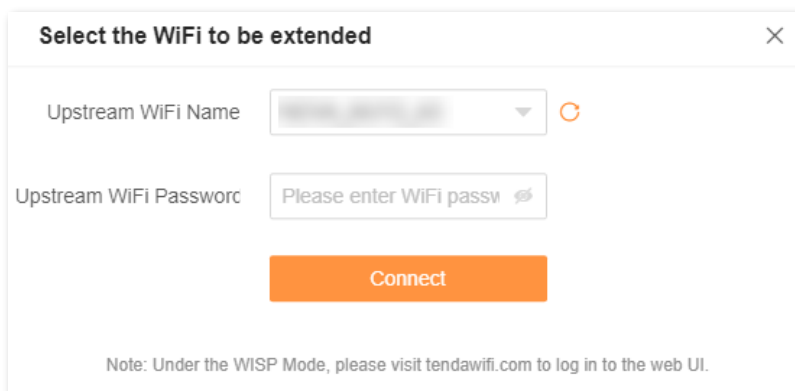 Select the WiFi to be extended
Upstream WiFi Name
Upstream WiFi Password
Please enter WiFi passw
Connect
Note: Under the WISP Mode, please visit tendawifi.com to log in to the web UI.